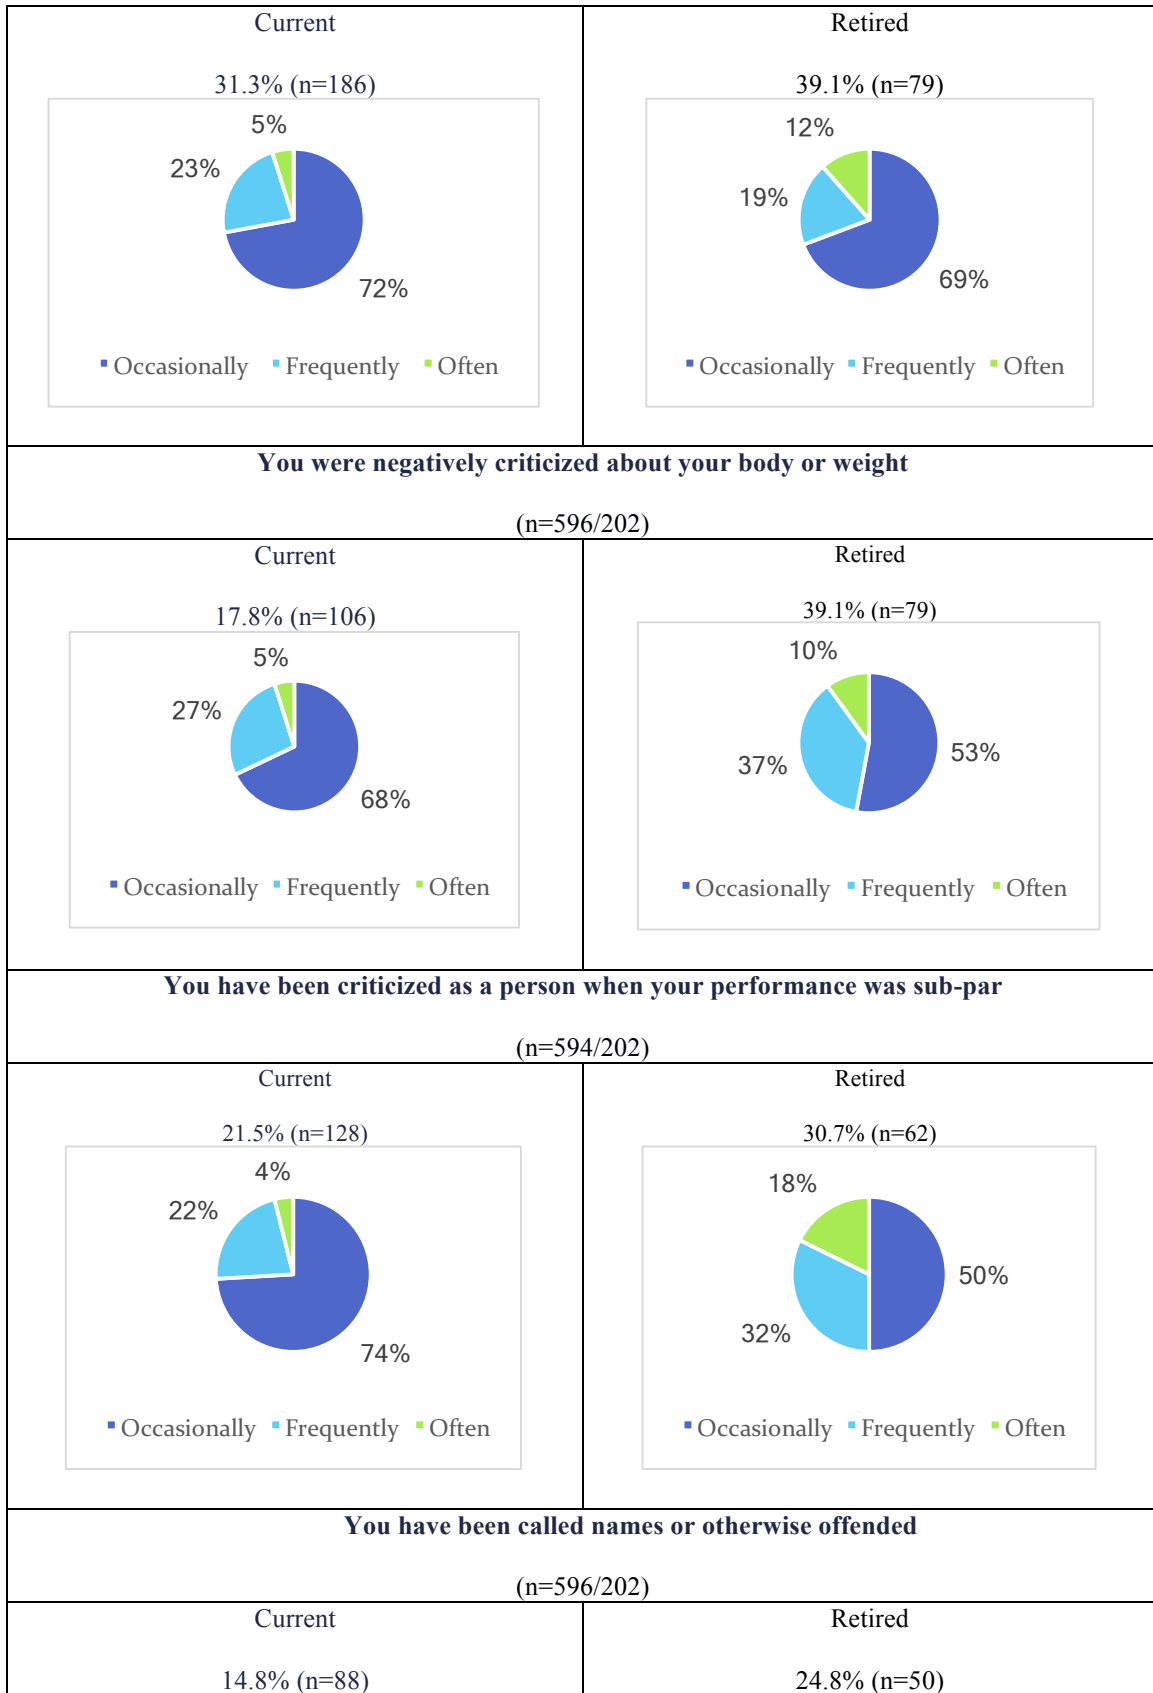 Current
31.3% (n=186)
5%
23%
72%
Occasionally Frequently Often
Retired
39.1% (n=79)
12%
19%
69%
Occasionally Frequently Often
You were negatively criticized about your body or weight
(n=596/202)
Current
17.8% (n=106)
5%
27%
68%
Occasionally Frequently Often
Retired
39.1% (n=79)
10%
37%
53%
Occasionally Frequently Often
You have been criticized as a person when your performance was sub-par
(n=594/202)
Current
21.5% (n=128)
4%
22%
74%
Occasionally Frequently Often
Retired
30.7% (n=62)
18%
32%
50%
Occasionally Frequently Often
You have been called names or otherwise offended
(n=596/202)
Current
14.8% (n=88)
Retired
24.8% (n=50)